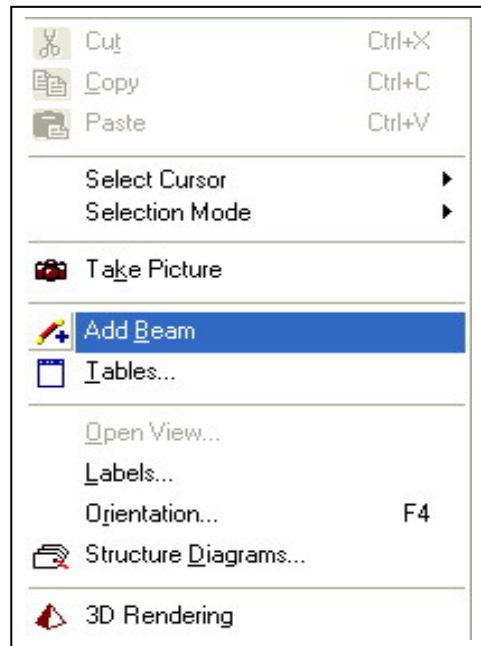 Cut Ctrl+X
Copy Ctrl+C
Paste Ctrl+V
Select Cursor
Selection Mode
Take Picture
Add Beam
Tables...
Open View...
Labels...
Orientation... F4
Structure Diagrams...
3D Rendering